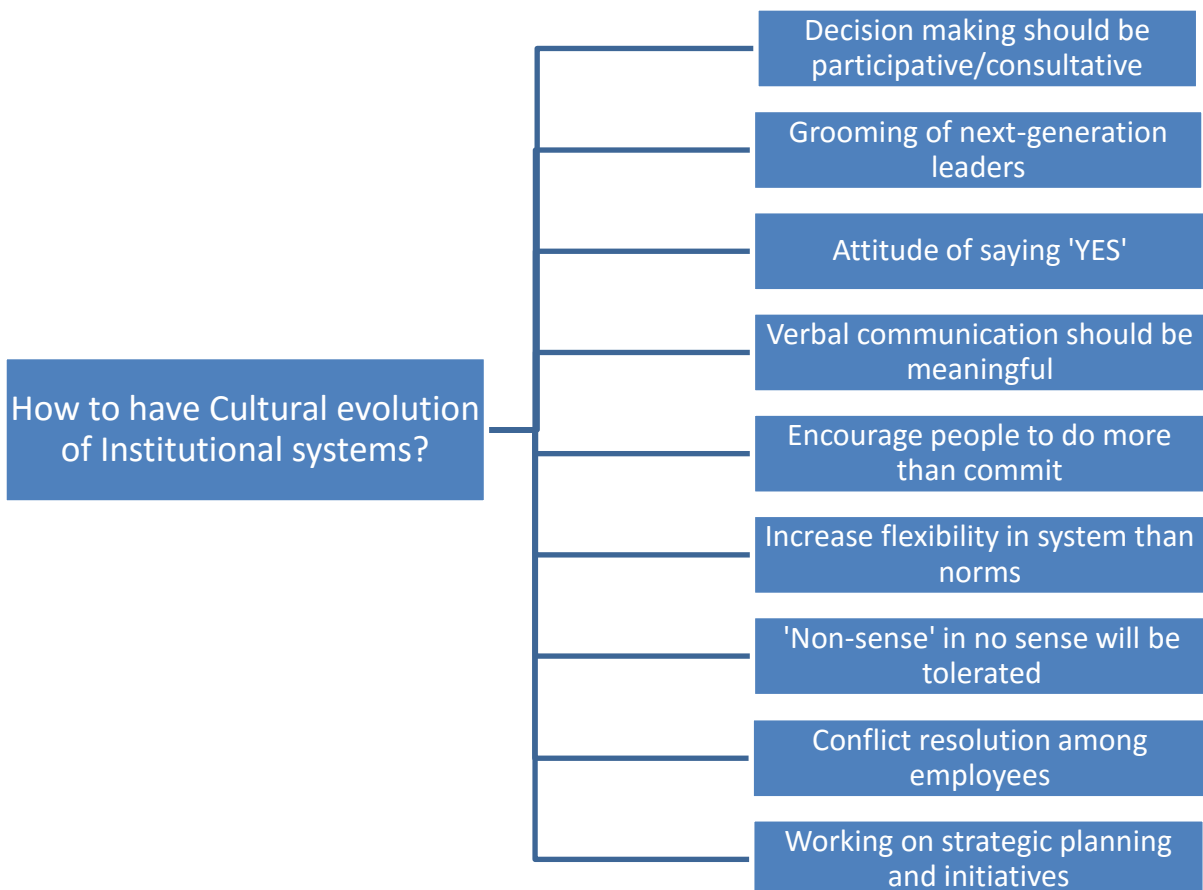 How to have Cultural evolution
of Institutional systems?
Decision making should be
participative/consultative
Grooming of next-generation
leaders
Attitude of saying 'YES'
Verbal communication should be
meaningful
Encourage people to do more
than commit
Increase flexibility in system than
norms
'Non-sense' in no sense will be
tolerated
Conflict resolution among
employees
Working on strategic planning
and initiatives